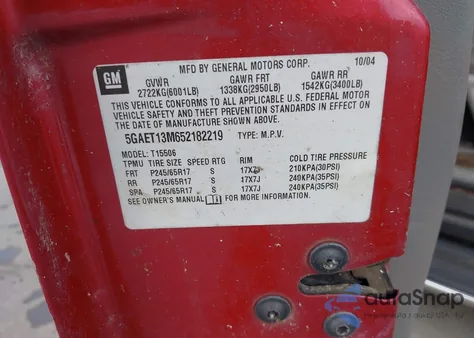 GM
MFD BY GENERAL MOTORS CORP. 10/04
GVWR GAWR FRT GAWR RR
2722KG(6001LB) 1338KG(2950LB) 1542KG(3400LB)
THIS VEHICLE CONFORMS TO ALL APPLICABLE U.S. FEDERAL MOTOR
VEHICLE SAFETY AND THEFT PREVENTION STANDARDS IN EFFECT ON
THE DATE OF MANUFACTURE SHOWN ABOVE.
5GAET13M652182219 TYPE: M.P.V.
MODEL: T15506
TPMU TIRE SIZE SPEED RTG RIM COLD TIRE PRESSURE
FRT P245/65R17 S 17X7J 210KPA(30PSI)
RR P245/65R17 S 17X7J 240KPA(35PSI)
SPA P245/65R17 S 17X7J 240KPA(35PSI)
SEE OWNER'S MANUAL FOR MORE INFORMATION.
autoSnap